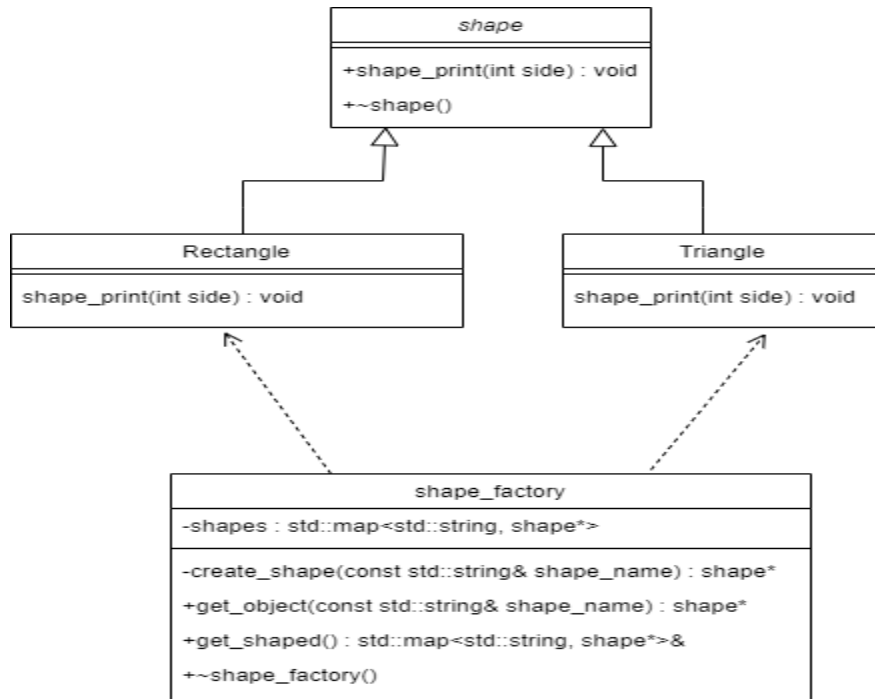 shape
+shape_print(int side) : void
+~shape()
Rectangle
shape_print(int side) : void
Triangle
shape_print(int side) : void
shape_factory
-shapes : std::map<std::string, shape*>
-create_shape(const std::string& shape_name) : shape*
+get_object(const std::string& shape_name) : shape*
+get_shaped() : std::map<std::string, shape*>&
+~shape_factory()